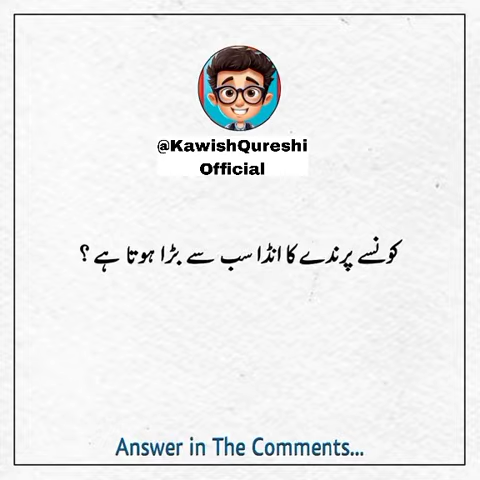 @KawishQureshi
Official
کونسے پرندے کا انڈا سب سے بڑا ہوتا ہے ؟
Answer in The Comments...